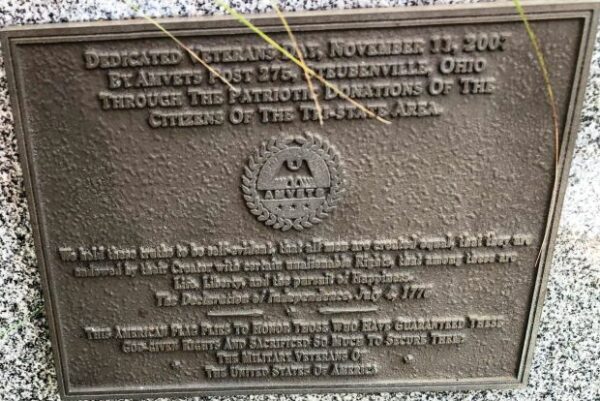 DEDICATED VETERANS DAY, NOVEMBER 11, 2007
BY AMVETS POST 275, STEUBENVILLE, OHIO
THROUGH THE PATRIOTIC DONATIONS OF THE
CITIZENS OF THE TRI-STATE AREA.
AMVETS
We hold these truths to be self-evident, that all men are created equal, that they are
endowed by their Creator with certain unalienable Rights, that among these are
Life, Liberty, and the pursuit of Happiness.
The Declaration of Independence, July 4, 1776
THIS AMERICAN FLAG FLIES TO HONOR THOSE WHO HAVE GUARANTEED THESE
GOD-GIVEN RIGHTS AND SACRIFICED SO MUCH TO SECURE THEM
THE MILITARY VETERANS OF
THE UNITED STATES OF AMERICA